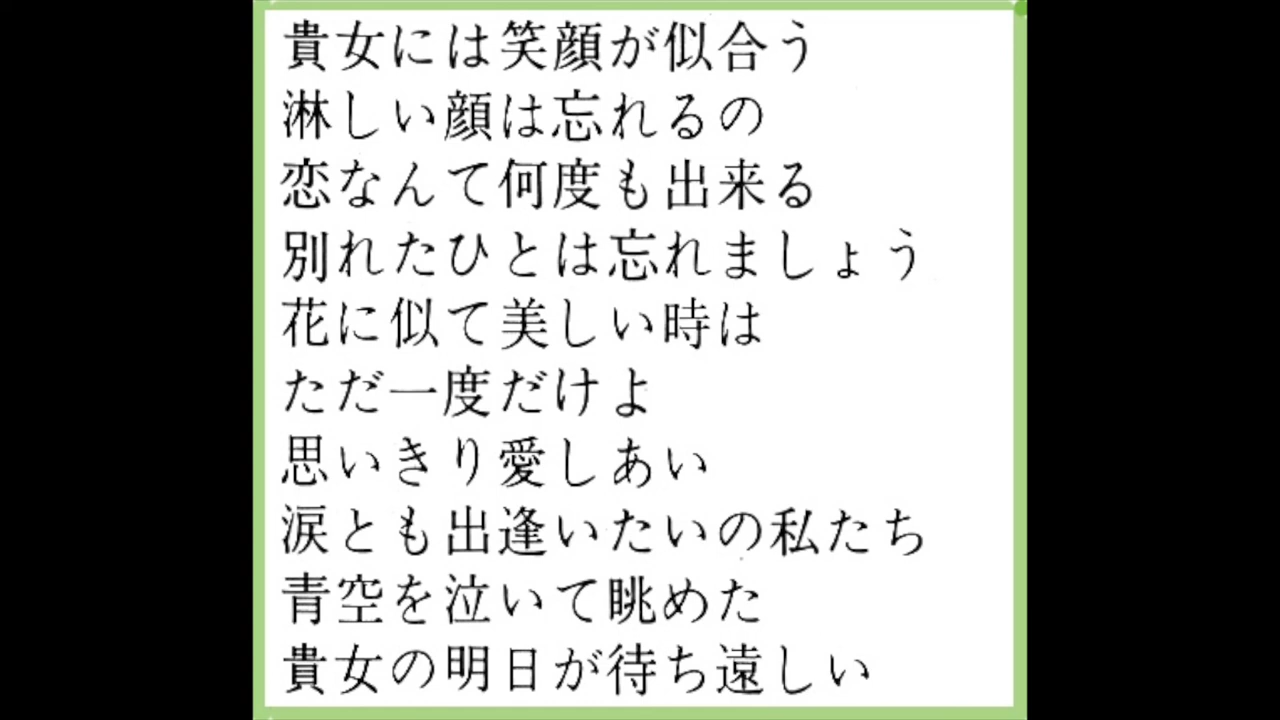 貴女には笑顔が似合う
淋しい顔は忘れるの
恋なんて何度も出来る
別れたひとは忘れましょう
花に似て美しい時は
ただ一度だけよ
思いきり愛しあい
涙とも出逢いたいの私たち
青空を泣いて眺めた
貴女の明日が待ち遠しい